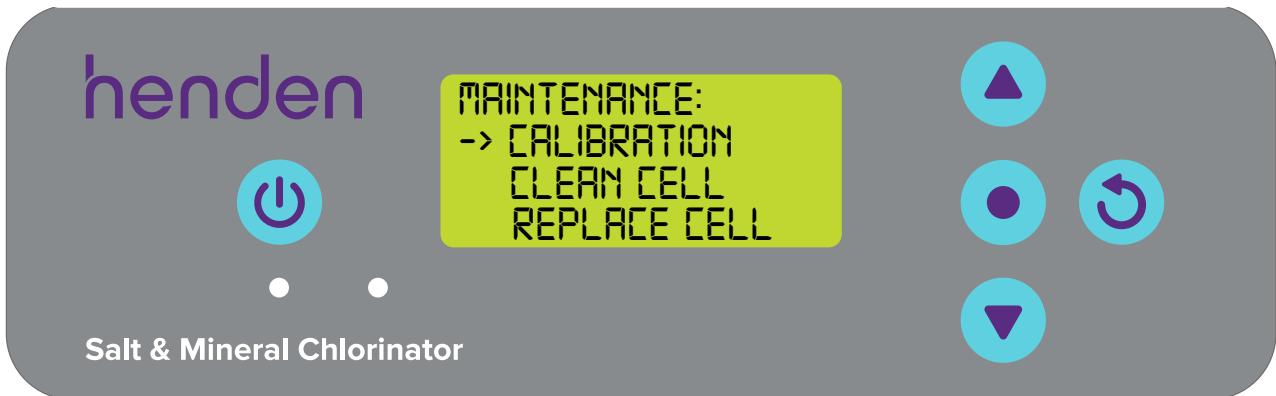 henden
MAINTENANCE:
-> CALIBRATION
CLEAN CELL
REPLACE CELL
Salt & Mineral Chlorinator